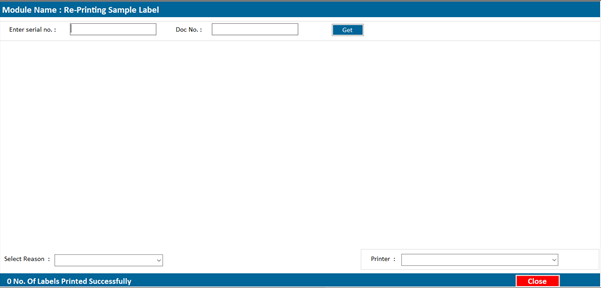 Module Name : Re-Printing Sample Label
Enter serial no. : Doc No. : Get
Select Reason : Printer :
0 No. Of Labels Printed Successfully Close